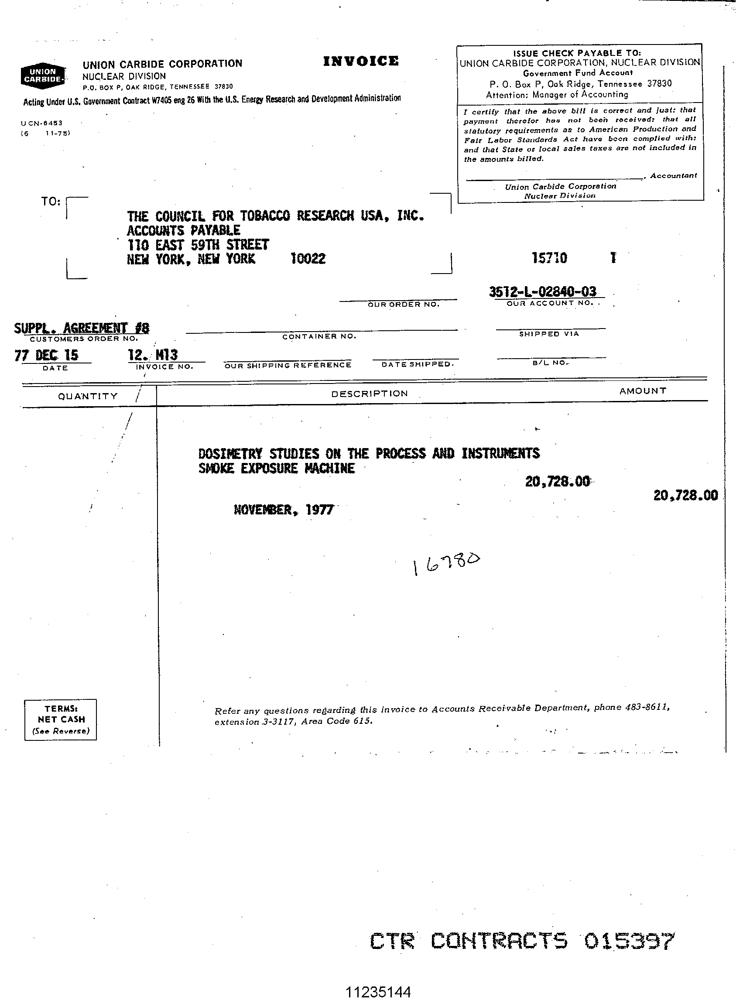 UNION
CARBIDE
UNION CARBIDE CORPORATION
NUCLEAR DIVISION
P.O. BOX P, OAK RIDGE, TENNESSEE 37830
INVOICE
Acting Under U.S. Government Contract W7405 eng 26 With the U.S. Energy Research and Development Administration
UCN-6453
(6 11-75)
ISSUE CHECK PAYABLE TO:
UNION CARBIDE CORPORATION, NUCLEAR DIVISION
Government Fund Account
P. O. Box P, Oak Ridge, Tennessee 37830
Attention: Manager of Accounting
I certify that the above bill is correct and just: that
payment therefor has not been received: that all
statutory requirements as to American Production and
Fair Labor Standards Act have been complied with:
and that State or local sales taxes are not included in
the amounts billed.
, Accountant
Union Carbide Corporation
Nuclear Division
TO:
THE COUNCIL FOR TOBACCO RESEARCH USA, INC.
ACCOUNTS PAYABLE
110 EAST 59TH STREET
NEW YORK, NEW YORK 10022
15710 T
3512-L-02840-03
OUR ORDER NO. OUR ACCOUNT NO.
SUPPL. AGREEMENT #8
CUSTOMERS ORDER NO. CONTAINER NO. SHIPPED VIA
77 DEC 15 12. M13
DATE INVOICE NO. OUR SHIPPING REFERENCE DATE SHIPPED. B/L NO.
QUANTITY DESCRIPTION AMOUNT
DOSIMETRY STUDIES ON THE PROCESS AND INSTRUMENTS
SMOKE EXPOSURE MACHINE
20,728.00
20,728.00
NOVEMBER, 1977
16780
TERMS:
NET CASH
(See Reverse)
Refer any questions regarding this invoice to Accounts Receivable Department, phone 483-8611,
extension 3-3117, Area Code 615.
CTR CONTRACTS 015397
11235144